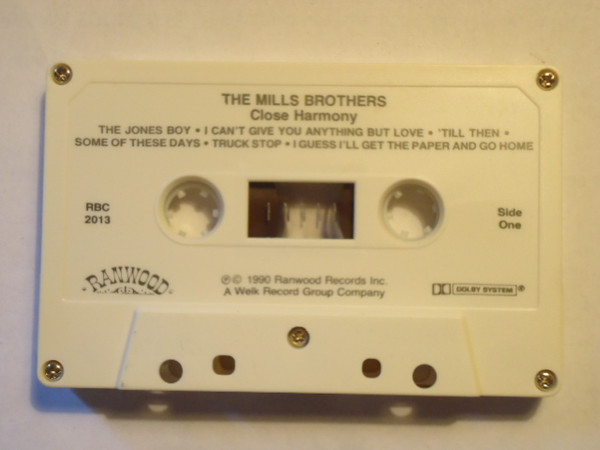 THE MILLS BROTHERS
Close Harmony
THE JONES BOY • I CAN'T GIVE YOU ANYTHING BUT LOVE • 'TILL THEN •
SOME OF THESE DAYS • TRUCK STOP • I GUESS I'LL GET THE PAPER AND GO HOME
RBC
2013
Side
One
RANWOOD
℗© 1990 Ranwood Records Inc.
A Welk Record Group Company
DOLBY SYSTEM®